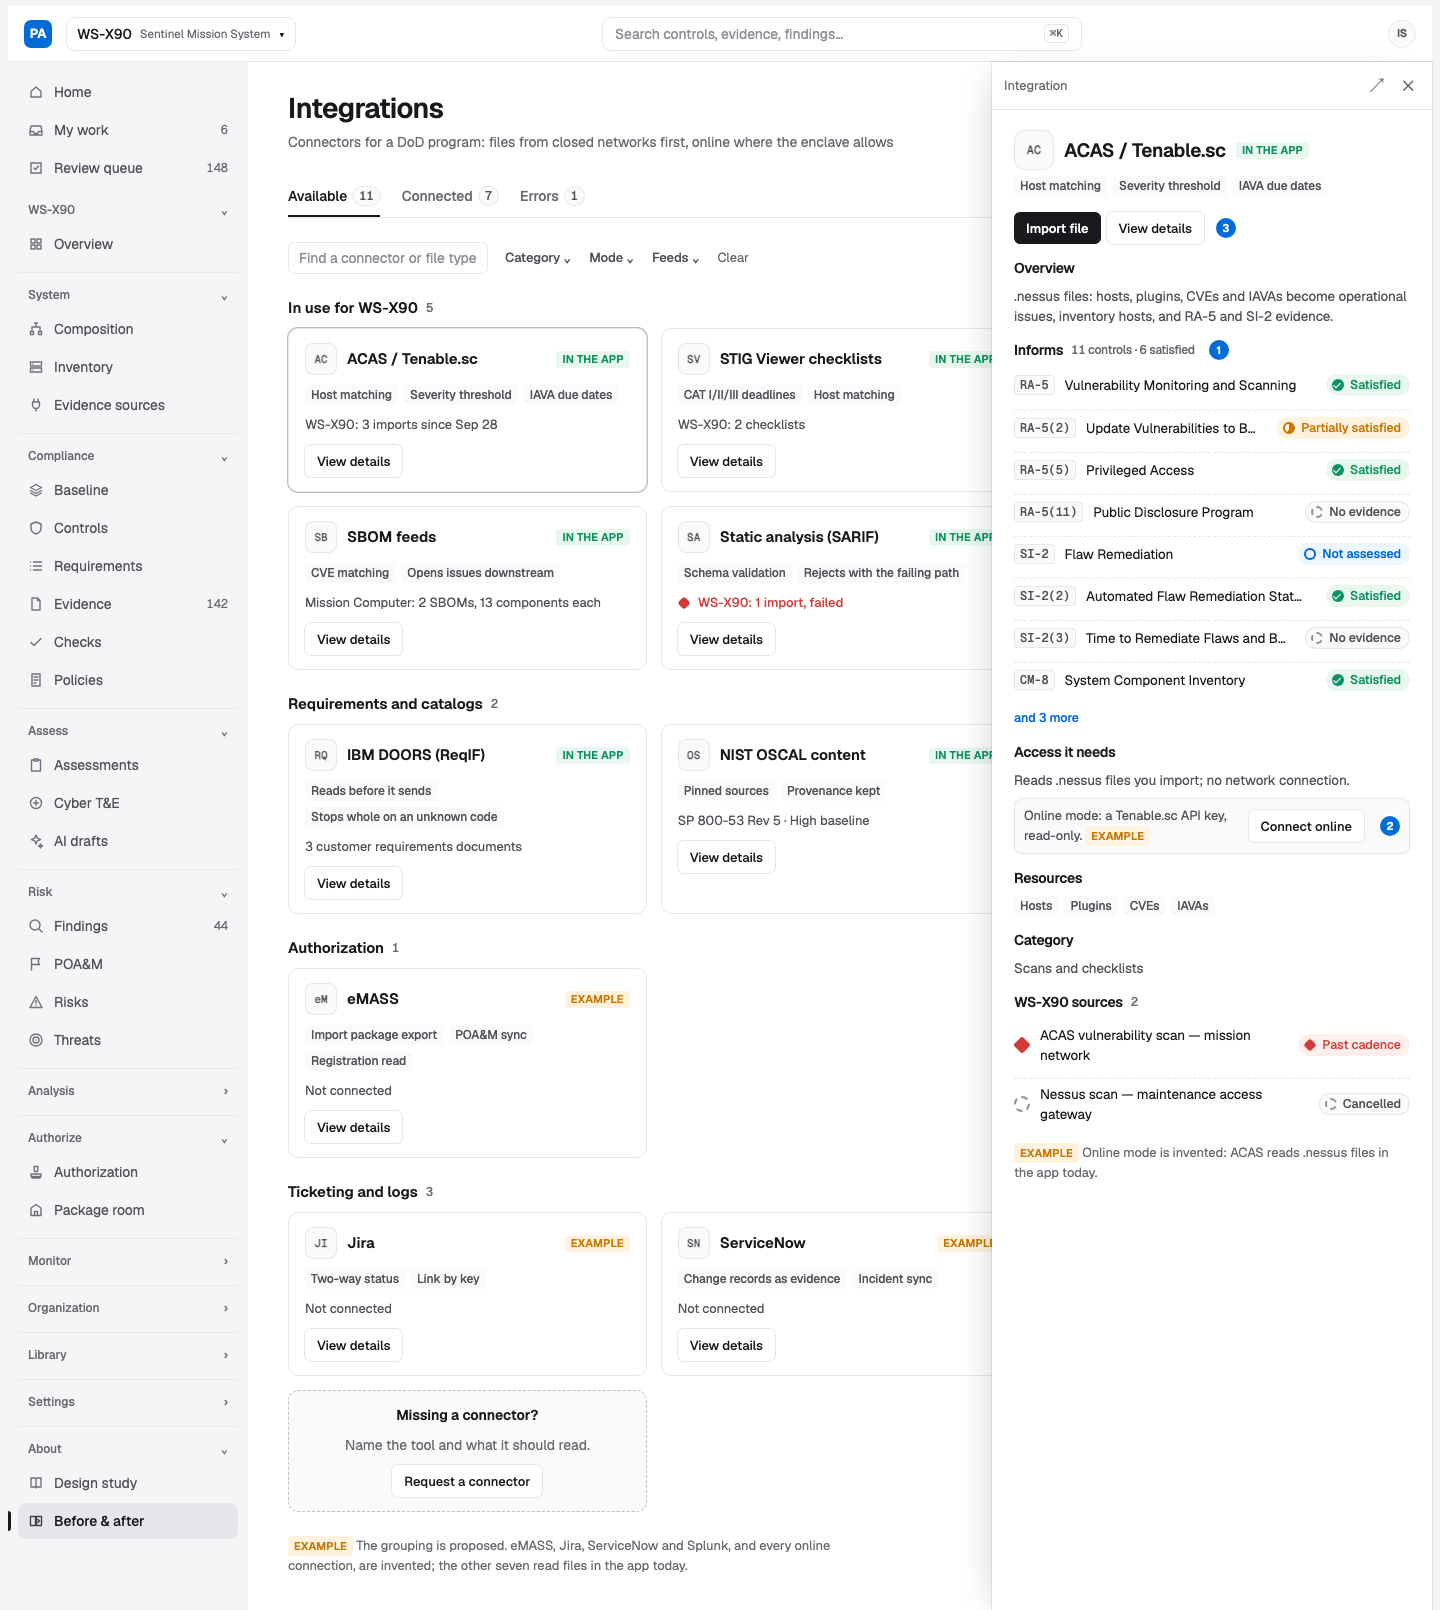 PA
WS-X90 Sentinel Mission System
Search controls, evidence, findings…
⌘K
IS
Home
My work 6
Review queue 148
WS-X90
Overview
System
Composition
Inventory
Evidence sources
Compliance
Baseline
Controls
Requirements
Evidence 142
Checks
Policies
Assess
Assessments
Cyber T&E
AI drafts
Risk
Findings 44
POA&M
Risks
Threats
Analysis
Authorize
Authorization
Package room
Monitor
Organization
Library
Settings
About
Design study
Before & after
Integrations
Connectors for a DoD program: files from closed networks first, online where the enclave allows
Available 11 Connected 7 Errors 1
Find a connector or file type Category Mode Feeds Clear
In use for WS-X90 5
AC ACAS / Tenable.sc IN THE APP
Host matching Severity threshold IAVA due dates
WS-X90: 3 imports since Sep 28
View details
SV STIG Viewer checklists IN THE APP
CAT I/II/III deadlines Host matching
WS-X90: 2 checklists
View details
SB SBOM feeds IN THE APP
CVE matching Opens issues downstream
Mission Computer: 2 SBOMs, 13 components each
View details
SA Static analysis (SARIF) IN THE APP
Schema validation Rejects with the failing path
WS-X90: 1 import, failed
View details
Requirements and catalogs 2
RQ IBM DOORS (ReqIF) IN THE APP
Reads before it sends
Stops whole on an unknown code
3 customer requirements documents
View details
OS NIST OSCAL content IN THE APP
Pinned sources Provenance kept
SP 800-53 Rev 5 · High baseline
View details
Authorization 1
eM eMASS EXAMPLE
Import package export POA&M sync
Registration read
Not connected
View details
Ticketing and logs 3
JI Jira EXAMPLE
Two-way status Link by key
Not connected
View details
SN ServiceNow EXAMPLE
Change records as evidence Incident sync
Not connected
View details
Missing a connector?
Name the tool and what it should read.
Request a connector
EXAMPLE The grouping is proposed. eMASS, Jira, ServiceNow and Splunk, and every online
connection, are invented; the other seven read files in the app today.
Integration
AC ACAS / Tenable.sc IN THE APP
Host matching Severity threshold IAVA due dates
Import file View details 3
Overview
.nessus files: hosts, plugins, CVEs and IAVAs become operational
issues, inventory hosts, and RA-5 and SI-2 evidence.
Informs 11 controls · 6 satisfied 1
RA-5 Vulnerability Monitoring and Scanning Satisfied
RA-5(2) Update Vulnerabilities to B… Partially satisfied
RA-5(5) Privileged Access Satisfied
RA-5(11) Public Disclosure Program No evidence
SI-2 Flaw Remediation Not assessed
SI-2(2) Automated Flaw Remediation Stat… Satisfied
SI-2(3) Time to Remediate Flaws and B… No evidence
CM-8 System Component Inventory Satisfied
and 3 more
Access it needs
Reads .nessus files you import; no network connection.
Online mode: a Tenable.sc API key,
read-only. EXAMPLE
Connect online 2
Resources
Hosts Plugins CVEs IAVAs
Category
Scans and checklists
WS-X90 sources 2
ACAS vulnerability scan — mission
network
Past cadence
Nessus scan — maintenance access
gateway
Cancelled
EXAMPLE Online mode is invented: ACAS reads .nessus files in
the app today.